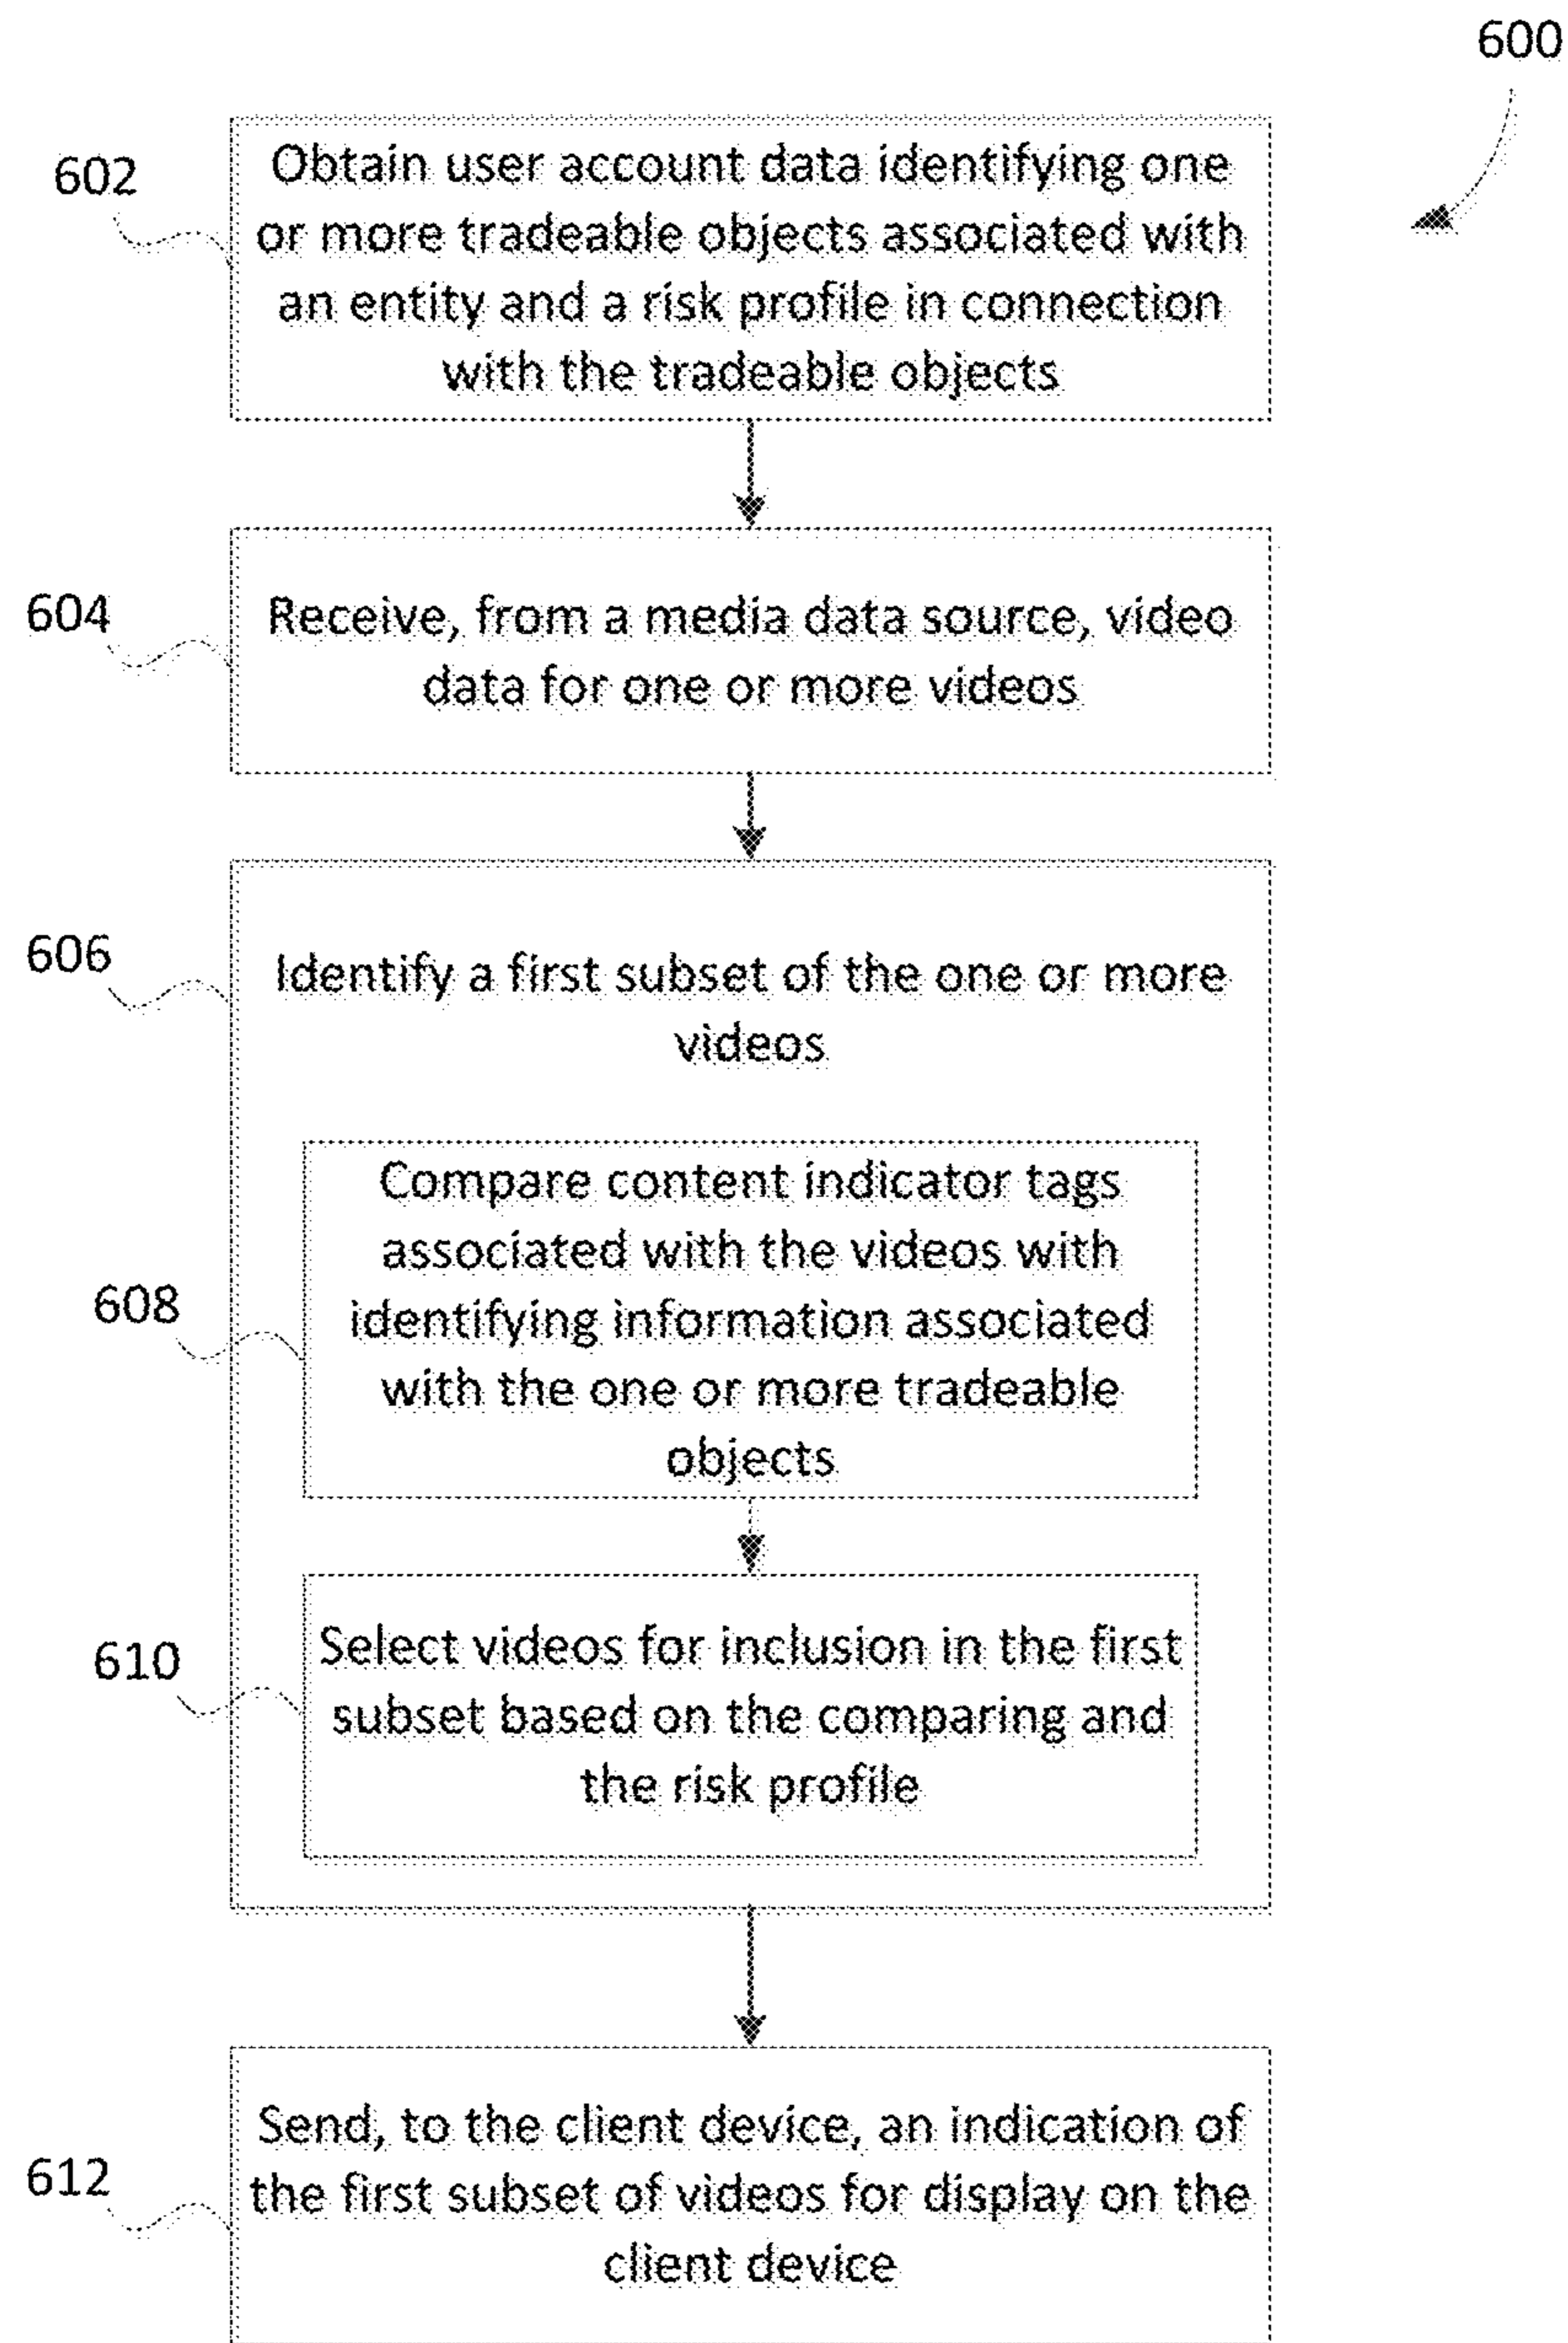 600
602
Obtain user account data identifying one
or more tradeable objects associated with
an entity and a risk profile in connection
with the tradeable objects
604
Receive, from a media data source, video
data for one or more videos
606
Identify a first subset of the one or more
videos
608
Compare content indicator tags
associated with the videos with
identifying information associated
with the one or more tradeable
objects
610
Select videos for inclusion in the first
subset based on the comparing and
the risk profile
612
Send, to the client device, an indication of
the first subset of videos for display on the
client device